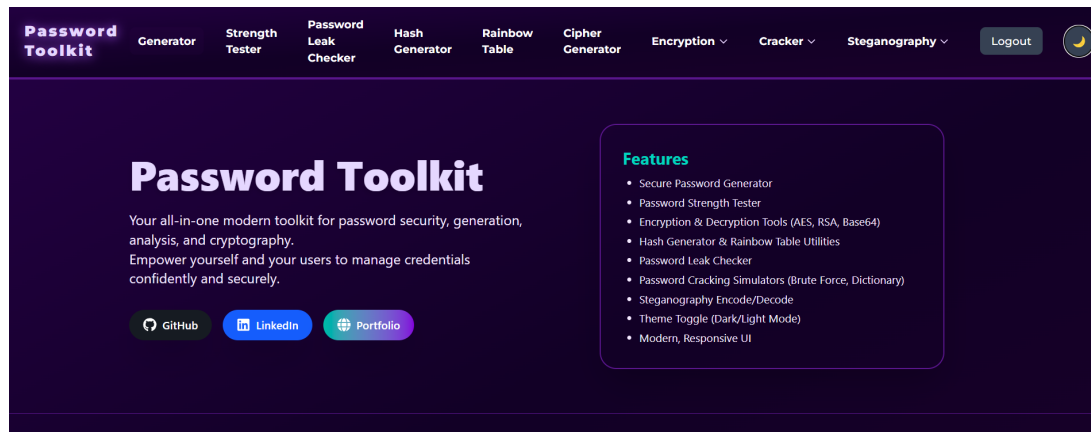 Password
Toolkit
Generator
Strength
Tester
Password
Leak
Checker
Hash
Generator
Rainbow
Table
Cipher
Generator
Encryption
Cracker
Steganography
Logout
Password Toolkit
Your all-in-one modern toolkit for password security, generation,
analysis, and cryptography.
Empower yourself and your users to manage credentials
confidently and securely.
GitHub
LinkedIn
Portfolio
Features
• Secure Password Generator
• Password Strength Tester
• Encryption & Decryption Tools (AES, RSA, Base64)
• Hash Generator & Rainbow Table Utilities
• Password Leak Checker
• Password Cracking Simulators (Brute Force, Dictionary)
• Steganography Encode/Decode
• Theme Toggle (Dark/Light Mode)
• Modern, Responsive UI